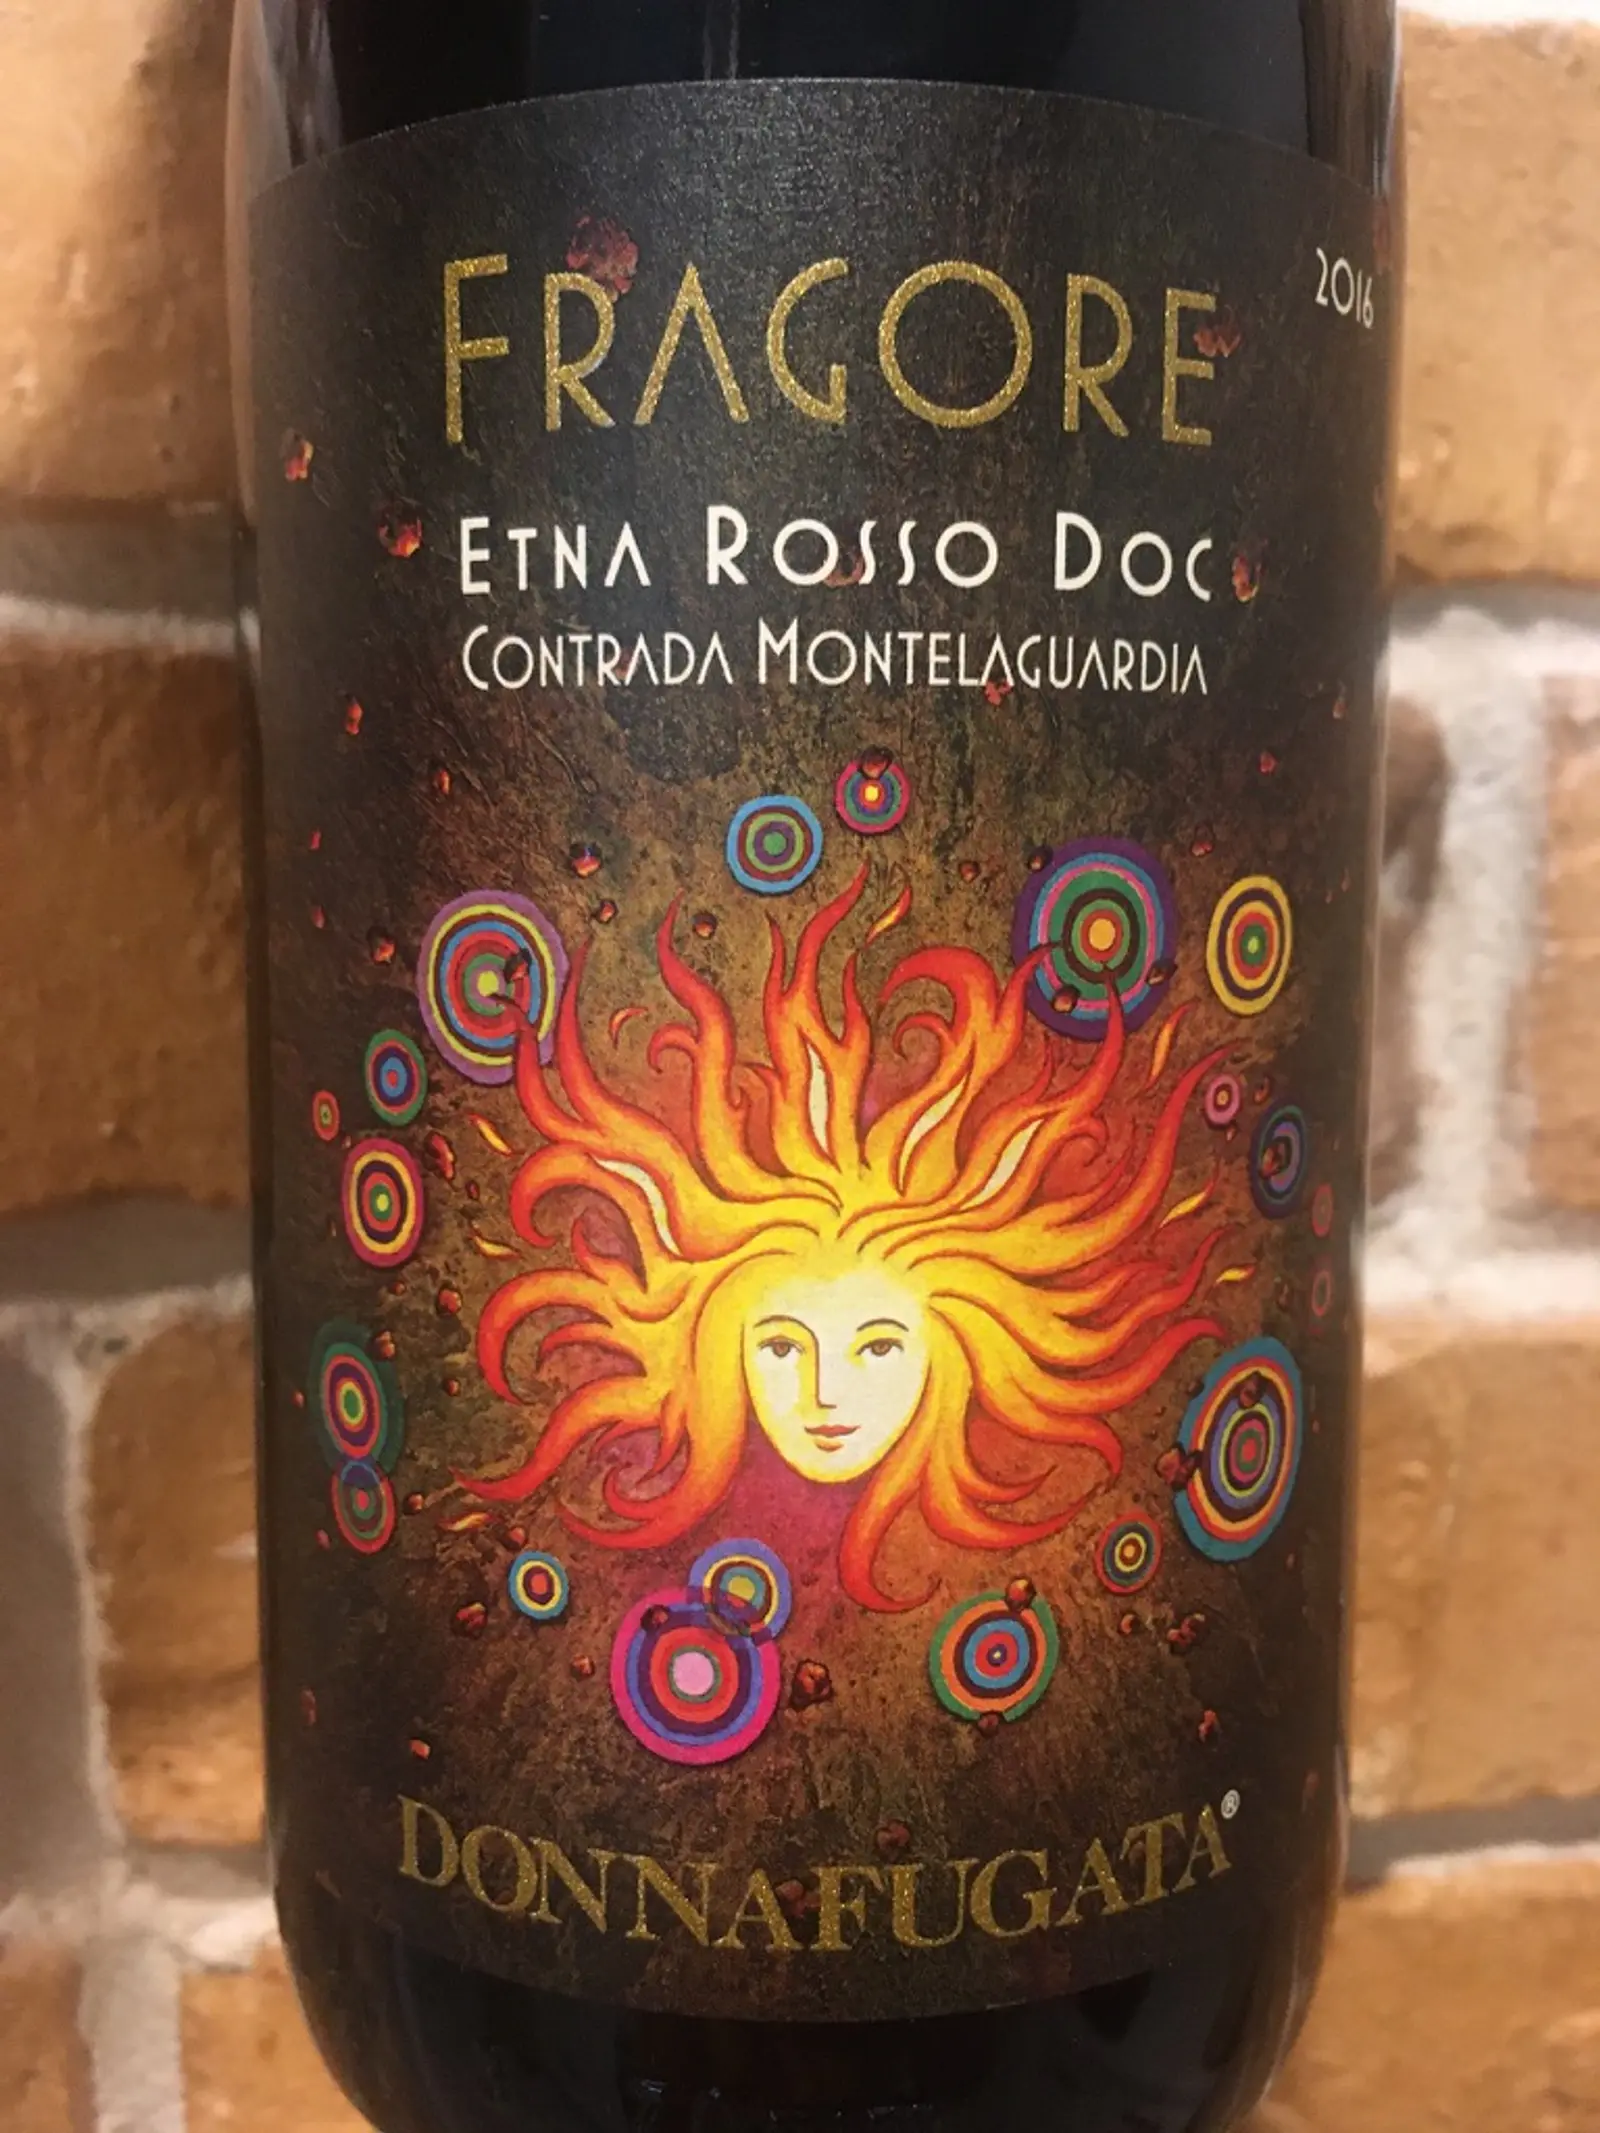 FRAGORE
2016
ETNA ROSSO DOC
CONTRADA MONTELAGUARDIA
DONNAFUGATA®